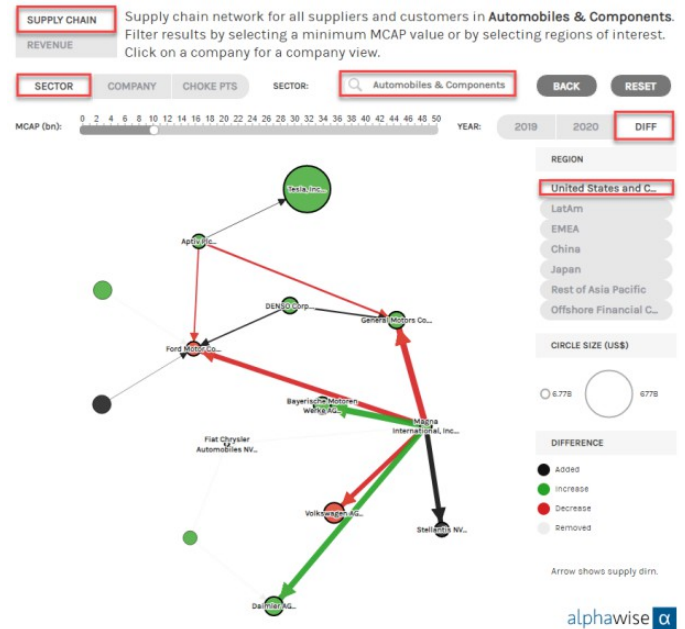 SUPPLY CHAIN
REVENUE
Supply chain network for all suppliers and customers in Automobiles & Components.
Filter results by selecting a minimum MCAP value or by selecting regions of interest.
Click on a company for a company view.
SECTOR COMPANY CHOKE PTS SECTOR: Automobiles & Components BACK RESET
MCAP (bn): 0 2 4 6 8 10 12 14 16 18 20 22 24 26 28 30 32 34 36 38 40 42 44 46 48 50 YEAR: 2019 2020 DIFF
REGION
United States and C...
LatAm
EMEA
China
Japan
Rest of Asia Pacific
Offshore Financial C...
CIRCLE SIZE (US$)
6.77B 677B
DIFFERENCE
Added
Increase
Decrease
Removed
Arrow shows supply dirn.
Tesla, Inc...
Aptiv Plc...
DENSO Corp...
General Motors Co...
Ford Motor Co...
Bayerische Motoren
Werke AG...
Magna
International, Inc...
Fiat Chrysler
Automobiles NV...
Volkswagen AG...
Stellantis NV...
Daimler AG...
alphawise α